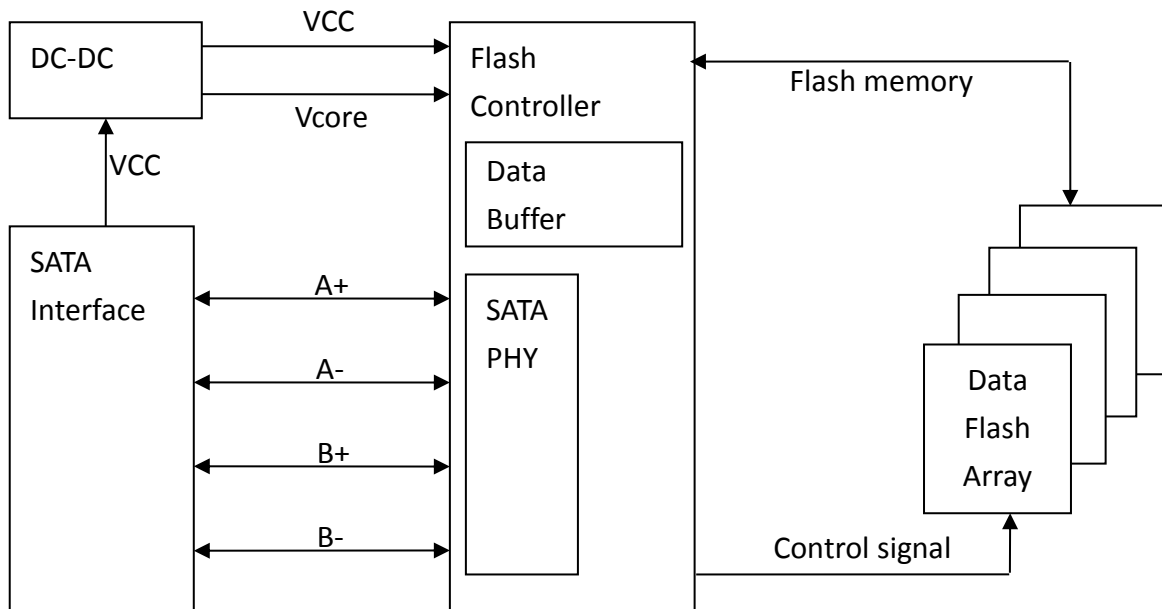 DC-DC
VCC
Vcore
VCC
SATA
Interface
A+
A-
B+
B-
Flash
Controller
Data
Buffer
SATA
PHY
Flash memory
Data
Flash
Array
Control signal